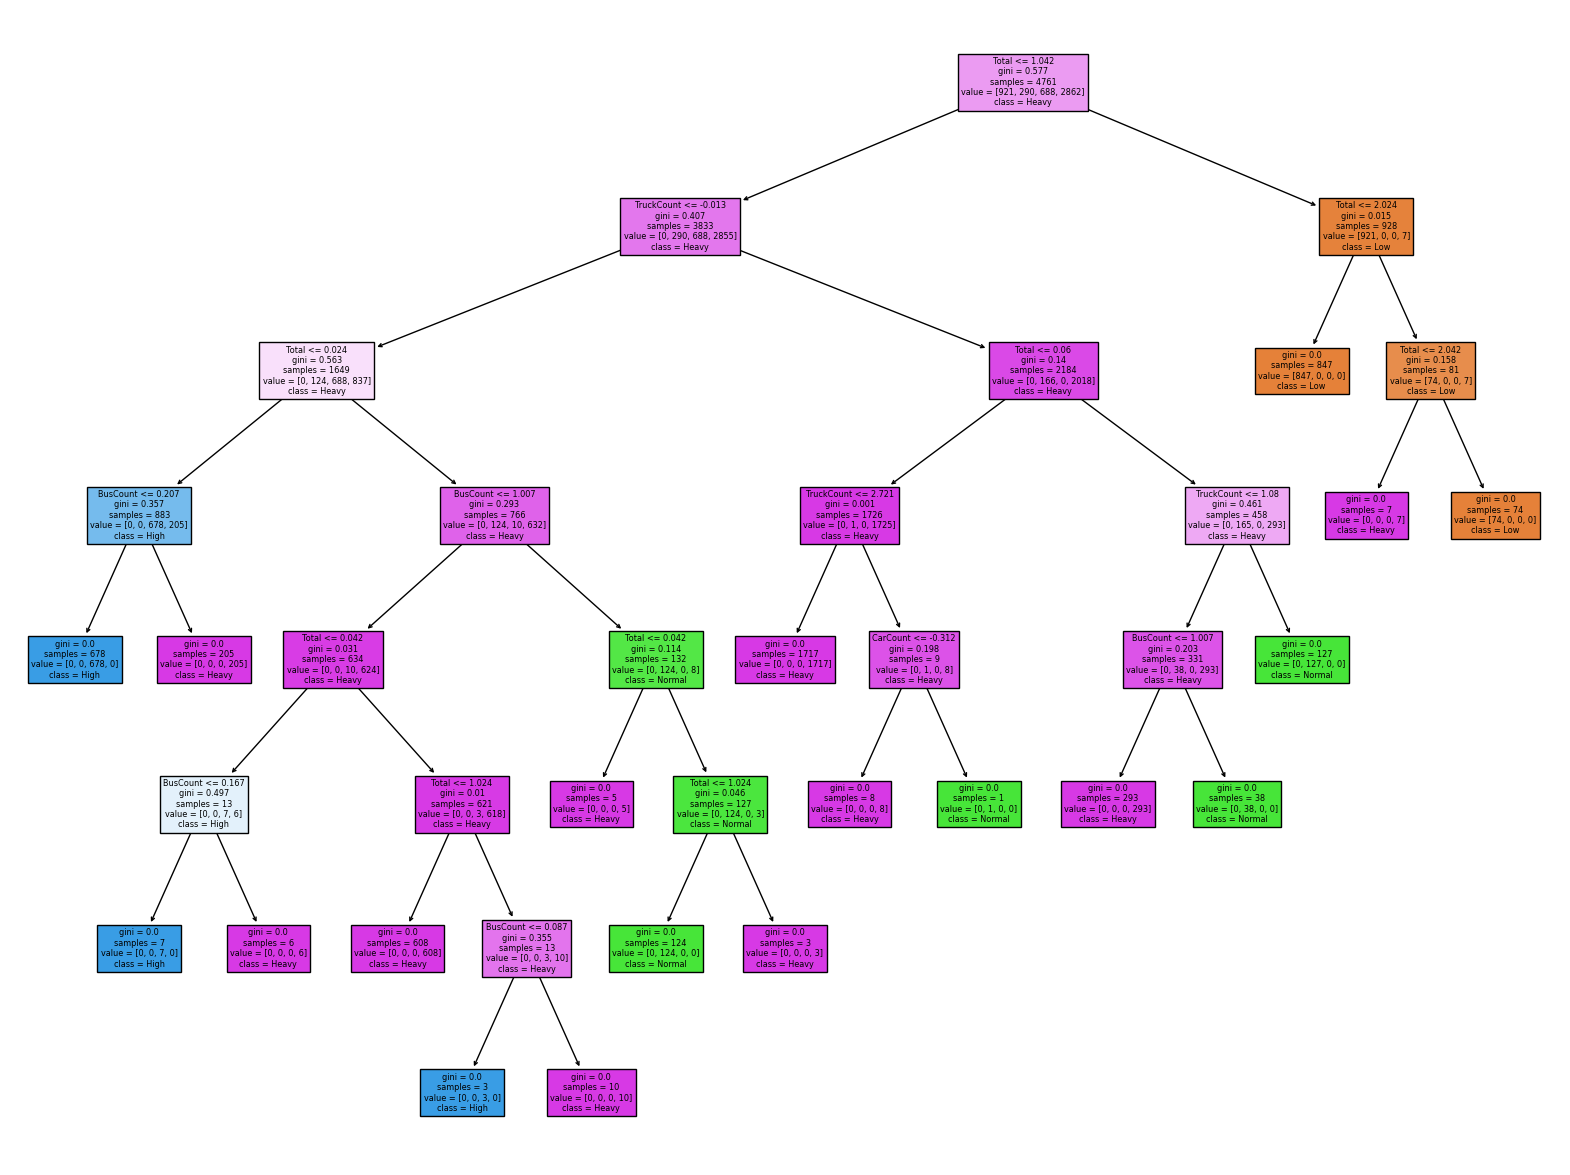 Total <= 1.042
gini = 0.577
samples = 4761
value = [921, 290, 688, 2862]
class = Heavy
TruckCount <= -0.013
gini = 0.407
samples = 3833
value = [0, 290, 688, 2855]
class = Heavy
Total <= 2.024
gini = 0.015
samples = 928
value = [921, 0, 0, 7]
class = Low
Total <= 0.024
gini = 0.563
samples = 1649
value = [0, 124, 688, 837]
class = Heavy
Total <= 0.06
gini = 0.14
samples = 2184
value = [0, 166, 0, 2018]
class = Heavy
gini = 0.0
samples = 847
value = [847, 0, 0, 0]
class = Low
Total <= 2.042
gini = 0.158
samples = 81
value = [74, 0, 0, 7]
class = Low
BusCount <= 0.207
gini = 0.357
samples = 883
value = [0, 0, 678, 205]
class = High
BusCount <= 1.007
gini = 0.293
samples = 766
value = [0, 124, 10, 632]
class = Heavy
TruckCount <= 2.721
gini = 0.001
samples = 1726
value = [0, 1, 0, 1725]
class = Heavy
TruckCount <= 1.08
gini = 0.461
samples = 458
value = [0, 165, 0, 293]
class = Heavy
gini = 0.0
samples = 7
value = [0, 0, 0, 7]
class = Heavy
gini = 0.0
samples = 74
value = [74, 0, 0, 0]
class = Low
gini = 0.0
samples = 678
value = [0, 0, 678, 0]
class = High
gini = 0.0
samples = 205
value = [0, 0, 0, 205]
class = Heavy
Total <= 0.042
gini = 0.031
samples = 634
value = [0, 0, 10, 624]
class = Heavy
Total <= 0.042
gini = 0.114
samples = 132
value = [0, 124, 0, 8]
class = Normal
gini = 0.0
samples = 1717
value = [0, 0, 0, 1717]
class = Heavy
CarCount <= -0.312
gini = 0.198
samples = 9
value = [0, 1, 0, 8]
class = Heavy
BusCount <= 1.007
gini = 0.203
samples = 331
value = [0, 38, 0, 293]
class = Heavy
gini = 0.0
samples = 127
value = [0, 127, 0, 0]
class = Normal
BusCount <= 0.167
gini = 0.497
samples = 13
value = [0, 0, 7, 6]
class = High
Total <= 1.024
gini = 0.01
samples = 621
value = [0, 0, 3, 618]
class = Heavy
gini = 0.0
samples = 5
value = [0, 0, 0, 5]
class = Heavy
Total <= 1.024
gini = 0.046
samples = 127
value = [0, 124, 0, 3]
class = Normal
gini = 0.0
samples = 8
value = [0, 0, 0, 8]
class = Heavy
gini = 0.0
samples = 1
value = [0, 1, 0, 0]
class = Normal
gini = 0.0
samples = 293
value = [0, 0, 0, 293]
class = Heavy
gini = 0.0
samples = 38
value = [0, 38, 0, 0]
class = Normal
gini = 0.0
samples = 7
value = [0, 0, 7, 0]
class = High
gini = 0.0
samples = 6
value = [0, 0, 0, 6]
class = Heavy
gini = 0.0
samples = 608
value = [0, 0, 0, 608]
class = Heavy
BusCount <= 0.087
gini = 0.355
samples = 13
value = [0, 0, 3, 10]
class = Heavy
gini = 0.0
samples = 124
value = [0, 124, 0, 0]
class = Normal
gini = 0.0
samples = 3
value = [0, 0, 0, 3]
class = Heavy
gini = 0.0
samples = 3
value = [0, 0, 3, 0]
class = High
gini = 0.0
samples = 10
value = [0, 0, 0, 10]
class = Heavy